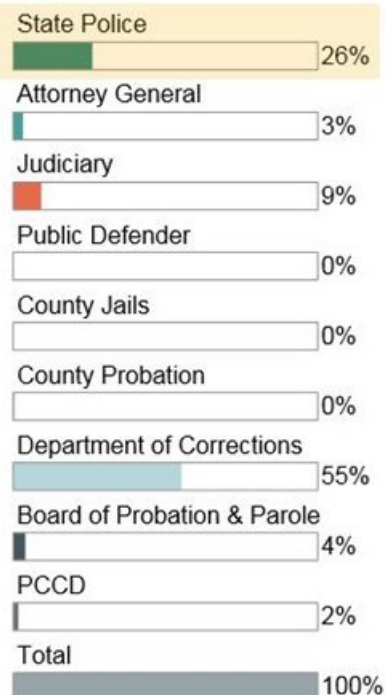 State Police
26%
Attorney General
3%
Judiciary
9%
Public Defender
0%
County Jails
0%
County Probation
0%
Department of Corrections
55%
Board of Probation & Parole
4%
PCCD
2%
Total
100%